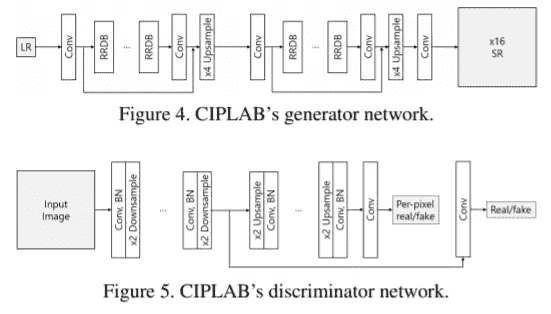 LR
Conv
RRDB
...
RRDB
Conv
x4 Upsample
Conv
RRDB
...
RRDB
Conv
x4 Upsample
Conv
x16
SR
Figure 4. CIPLAB's generator network.
Input
Image
Conv, BN
x2 Downsample
...
Conv, BN
x2 Downsample
x2 Upsample
Conv, BN
...
x2 Upsample
Conv, BN
Conv
Per-pixel
real/fake
Conv
Real/fake
Figure 5. CIPLAB's discriminator network.